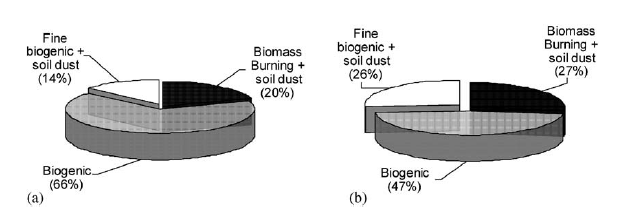 Fine
biogenic +
soil dust
(14%)
Biomass
Burning +
soil dust
(20%)
Biogenic
(66%)
(a)
Fine
biogenic +
soil dust
(26%)
Biomass
Burning +
soil dust
(27%)
Biogenic
(47%)
(b)